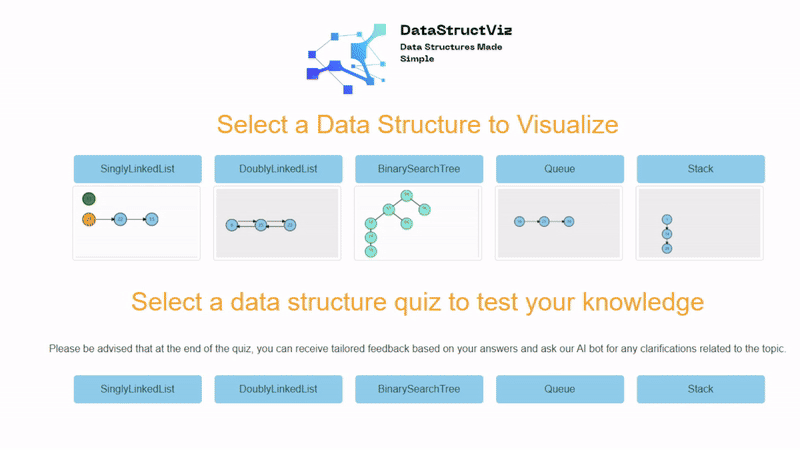 DataStructViz
Data Structures Made
Simple
Select a Data Structure to Visualize
SinglyLinkedList
DoublyLinkedList
BinarySearchTree
Queue
Stack
Select a data structure quiz to test your knowledge
Please be advised that at the end of the quiz, you can receive tailored feedback based on your answers and ask our AI bot for any clarifications related to the topic.
SinglyLinkedList
DoublyLinkedList
BinarySearchTree
Queue
Stack